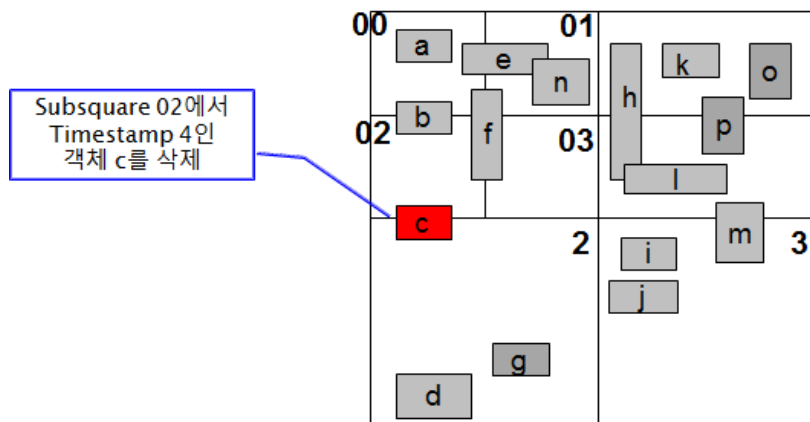 00
01
a
e
n
k
o
h
Subsquare 02에서
Timestamp 4인
객체 c를 삭제
b
f
p
02
03
l
c
2
m
3
i
j
g
d